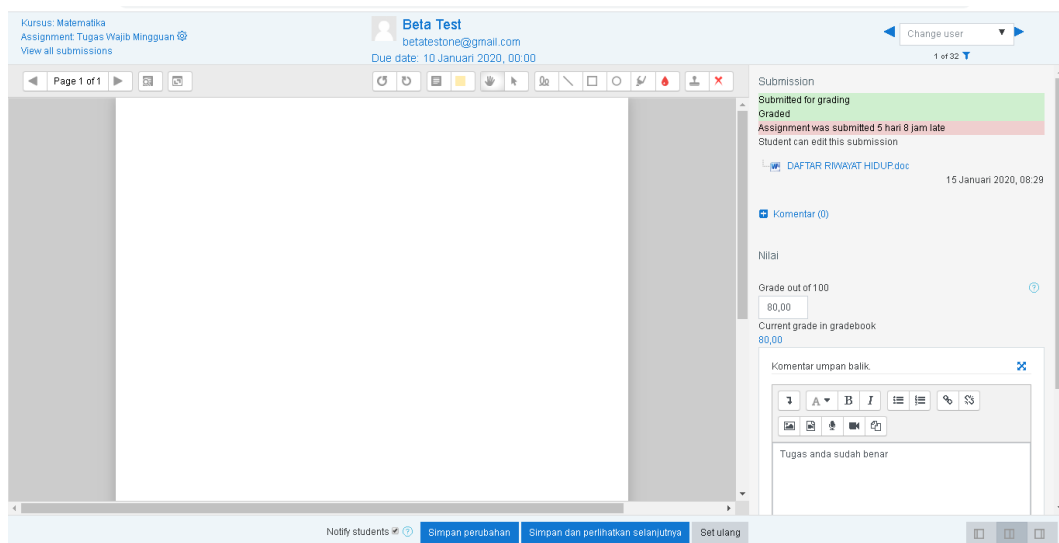 Kursus: Matematika
Assignment: Tugas Wajib Mingguan
View all submissions
Beta Test
betatestone@gmail.com
Due date: 10 Januari 2020, 00:00
Change user
1 of 32
Page 1 of 1
Submission
Submitted for grading
Graded
Assignment was submitted 5 hari 8 jam late
Student can edit this submission
DAFTAR RIWAYAT HIDUP.doc
15 Januari 2020, 08:29
Komentar (0)
Nilai
Grade out of 100
80,00
Current grade in gradebook
80,00
Komentar umpan balik.
A B I
Tugas anda sudah benar
Notify students Simpan perubahan Simpan dan perlihatkan selanjutnya Set ulang